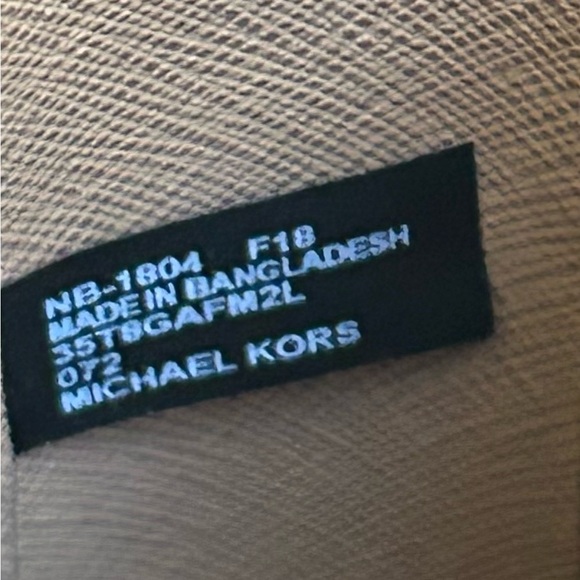 NB-1804 F18
MADE IN BANGLADESH
35T8GAFM2L
072
MICHAEL KORS